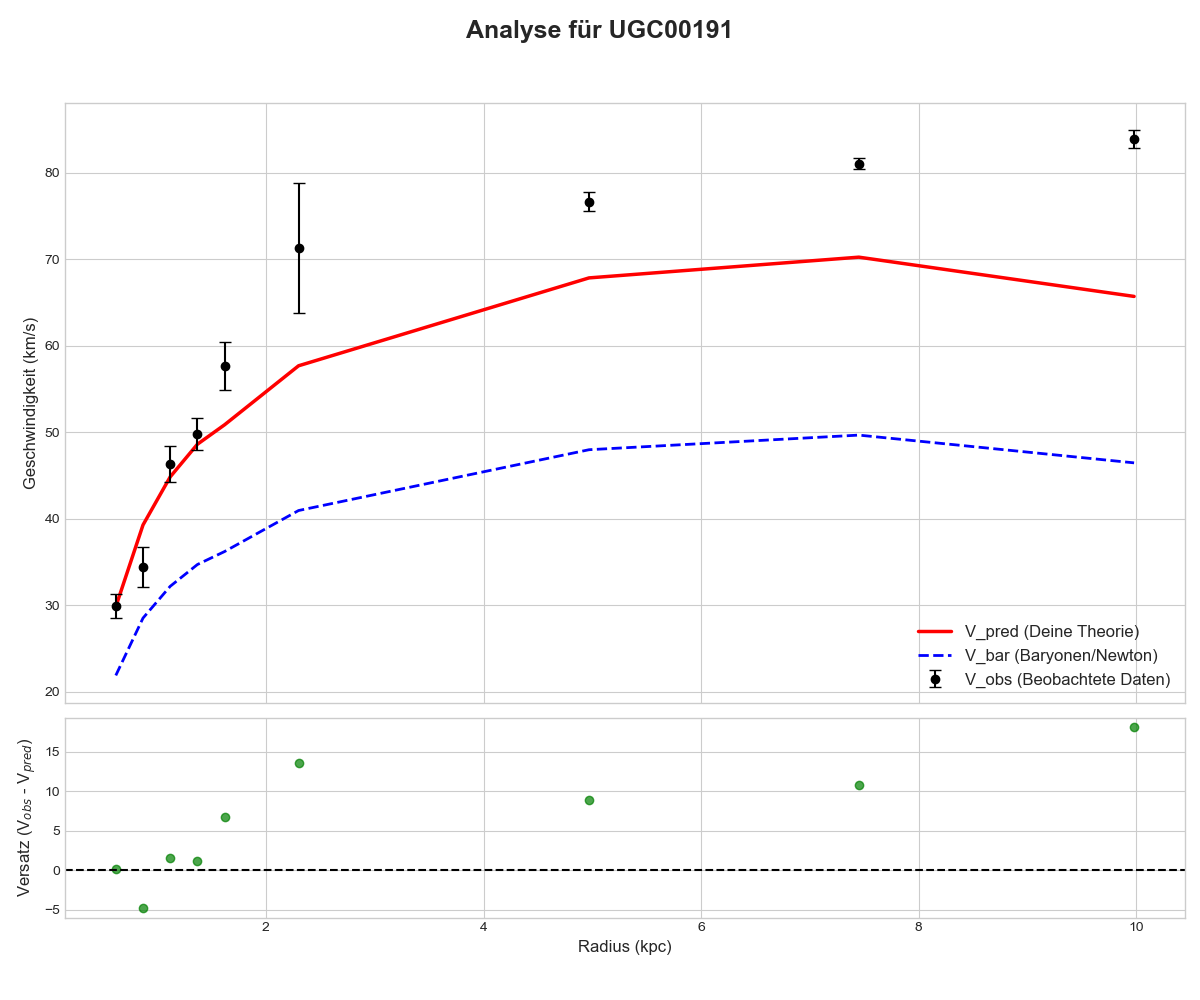 Analyse für UGC00191
Geschwindigkeit (km/s)
80
70
60
50
40
30
20
V_pred (Deine Theorie)
V_bar (Baryonen/Newton)
V_obs (Beobachtete Daten)
Versatz (V_obs - V_pred)
15
10
5
0
−5
2 4 6 8 10
Radius (kpc)